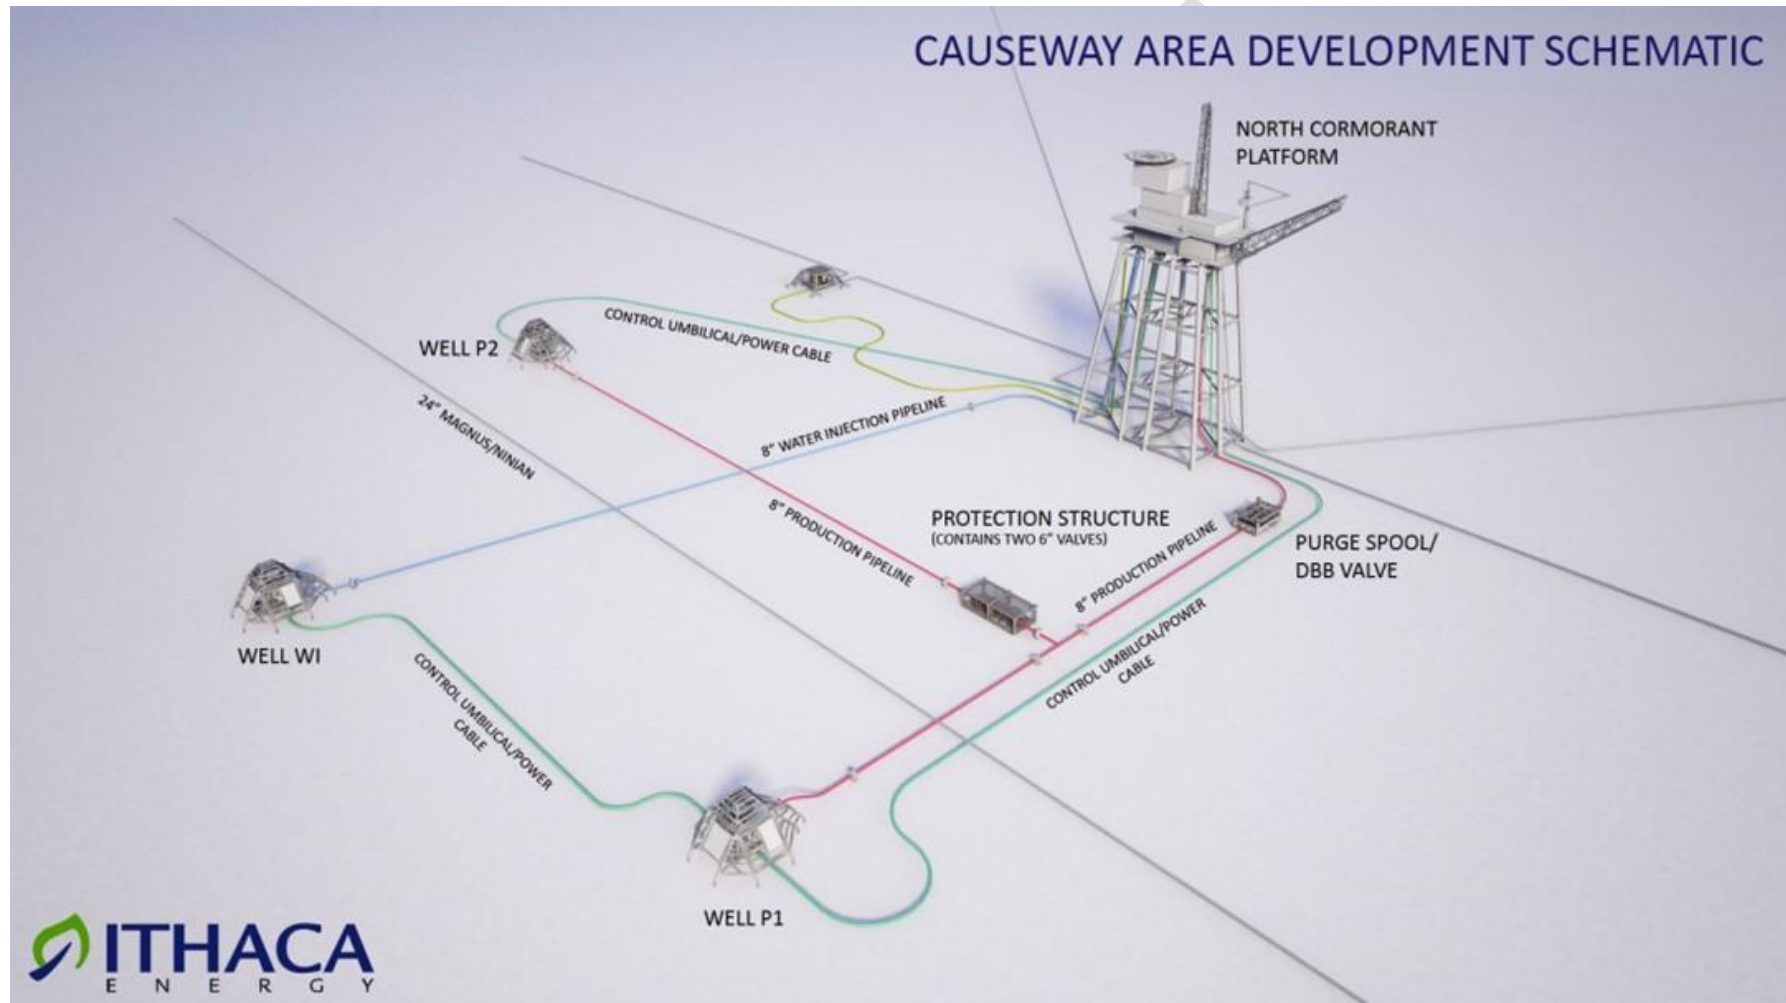 CAUSEWAY AREA DEVELOPMENT SCHEMATIC
NORTH CORMORANT
PLATFORM
CONTROL UMBILICAL/POWER CABLE
WELL P2
24" MAGNUS/NINIAN
8" WATER INJECTION PIPELINE
8" PRODUCTION PIPELINE
PROTECTION STRUCTURE
(CONTAINS TWO 6" VALVES)
8" PRODUCTION PIPELINE
PURGE SPOOL/
DBB VALVE
CONTROL UMBILICAL/POWER
CABLE
WELL WI
CONTROL UMBILICAL/POWER
CABLE
WELL P1
ITHACA
ENERGY